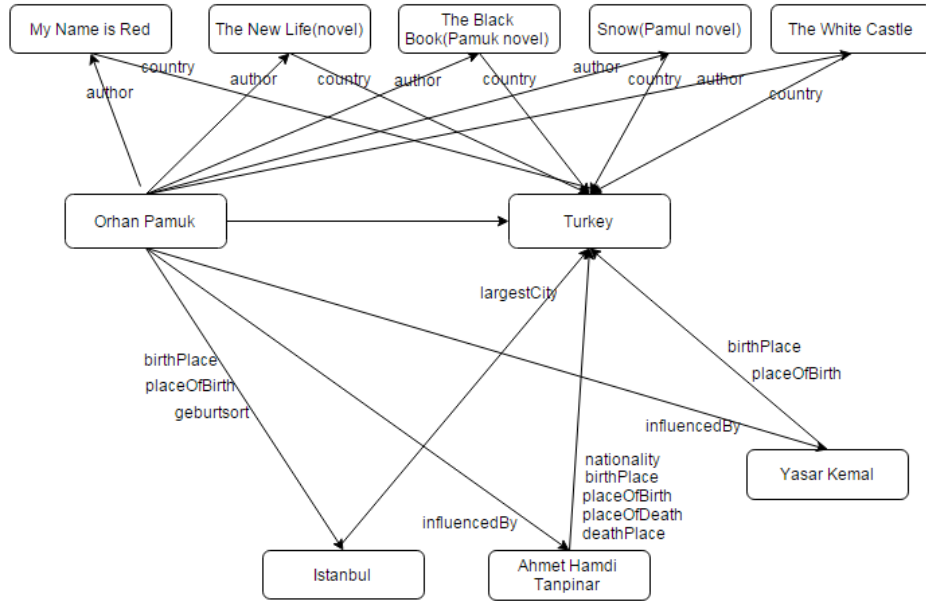 My Name is Red
The New Life(novel)
The Black
Book(Pamuk novel)
Snow(Pamul novel)
The White Castle
country
author
author
country
author
country
author
country
author
country
Orhan Pamuk
Turkey
largestCity
birthPlace
placeOfBirth
geburtsort
birthPlace
placeOfBirth
influencedBy
nationality
birthPlace
placeOfBirth
placeOfDeath
deathPlace
influencedBy
Yasar Kemal
Istanbul
Ahmet Hamdi
Tanpinar